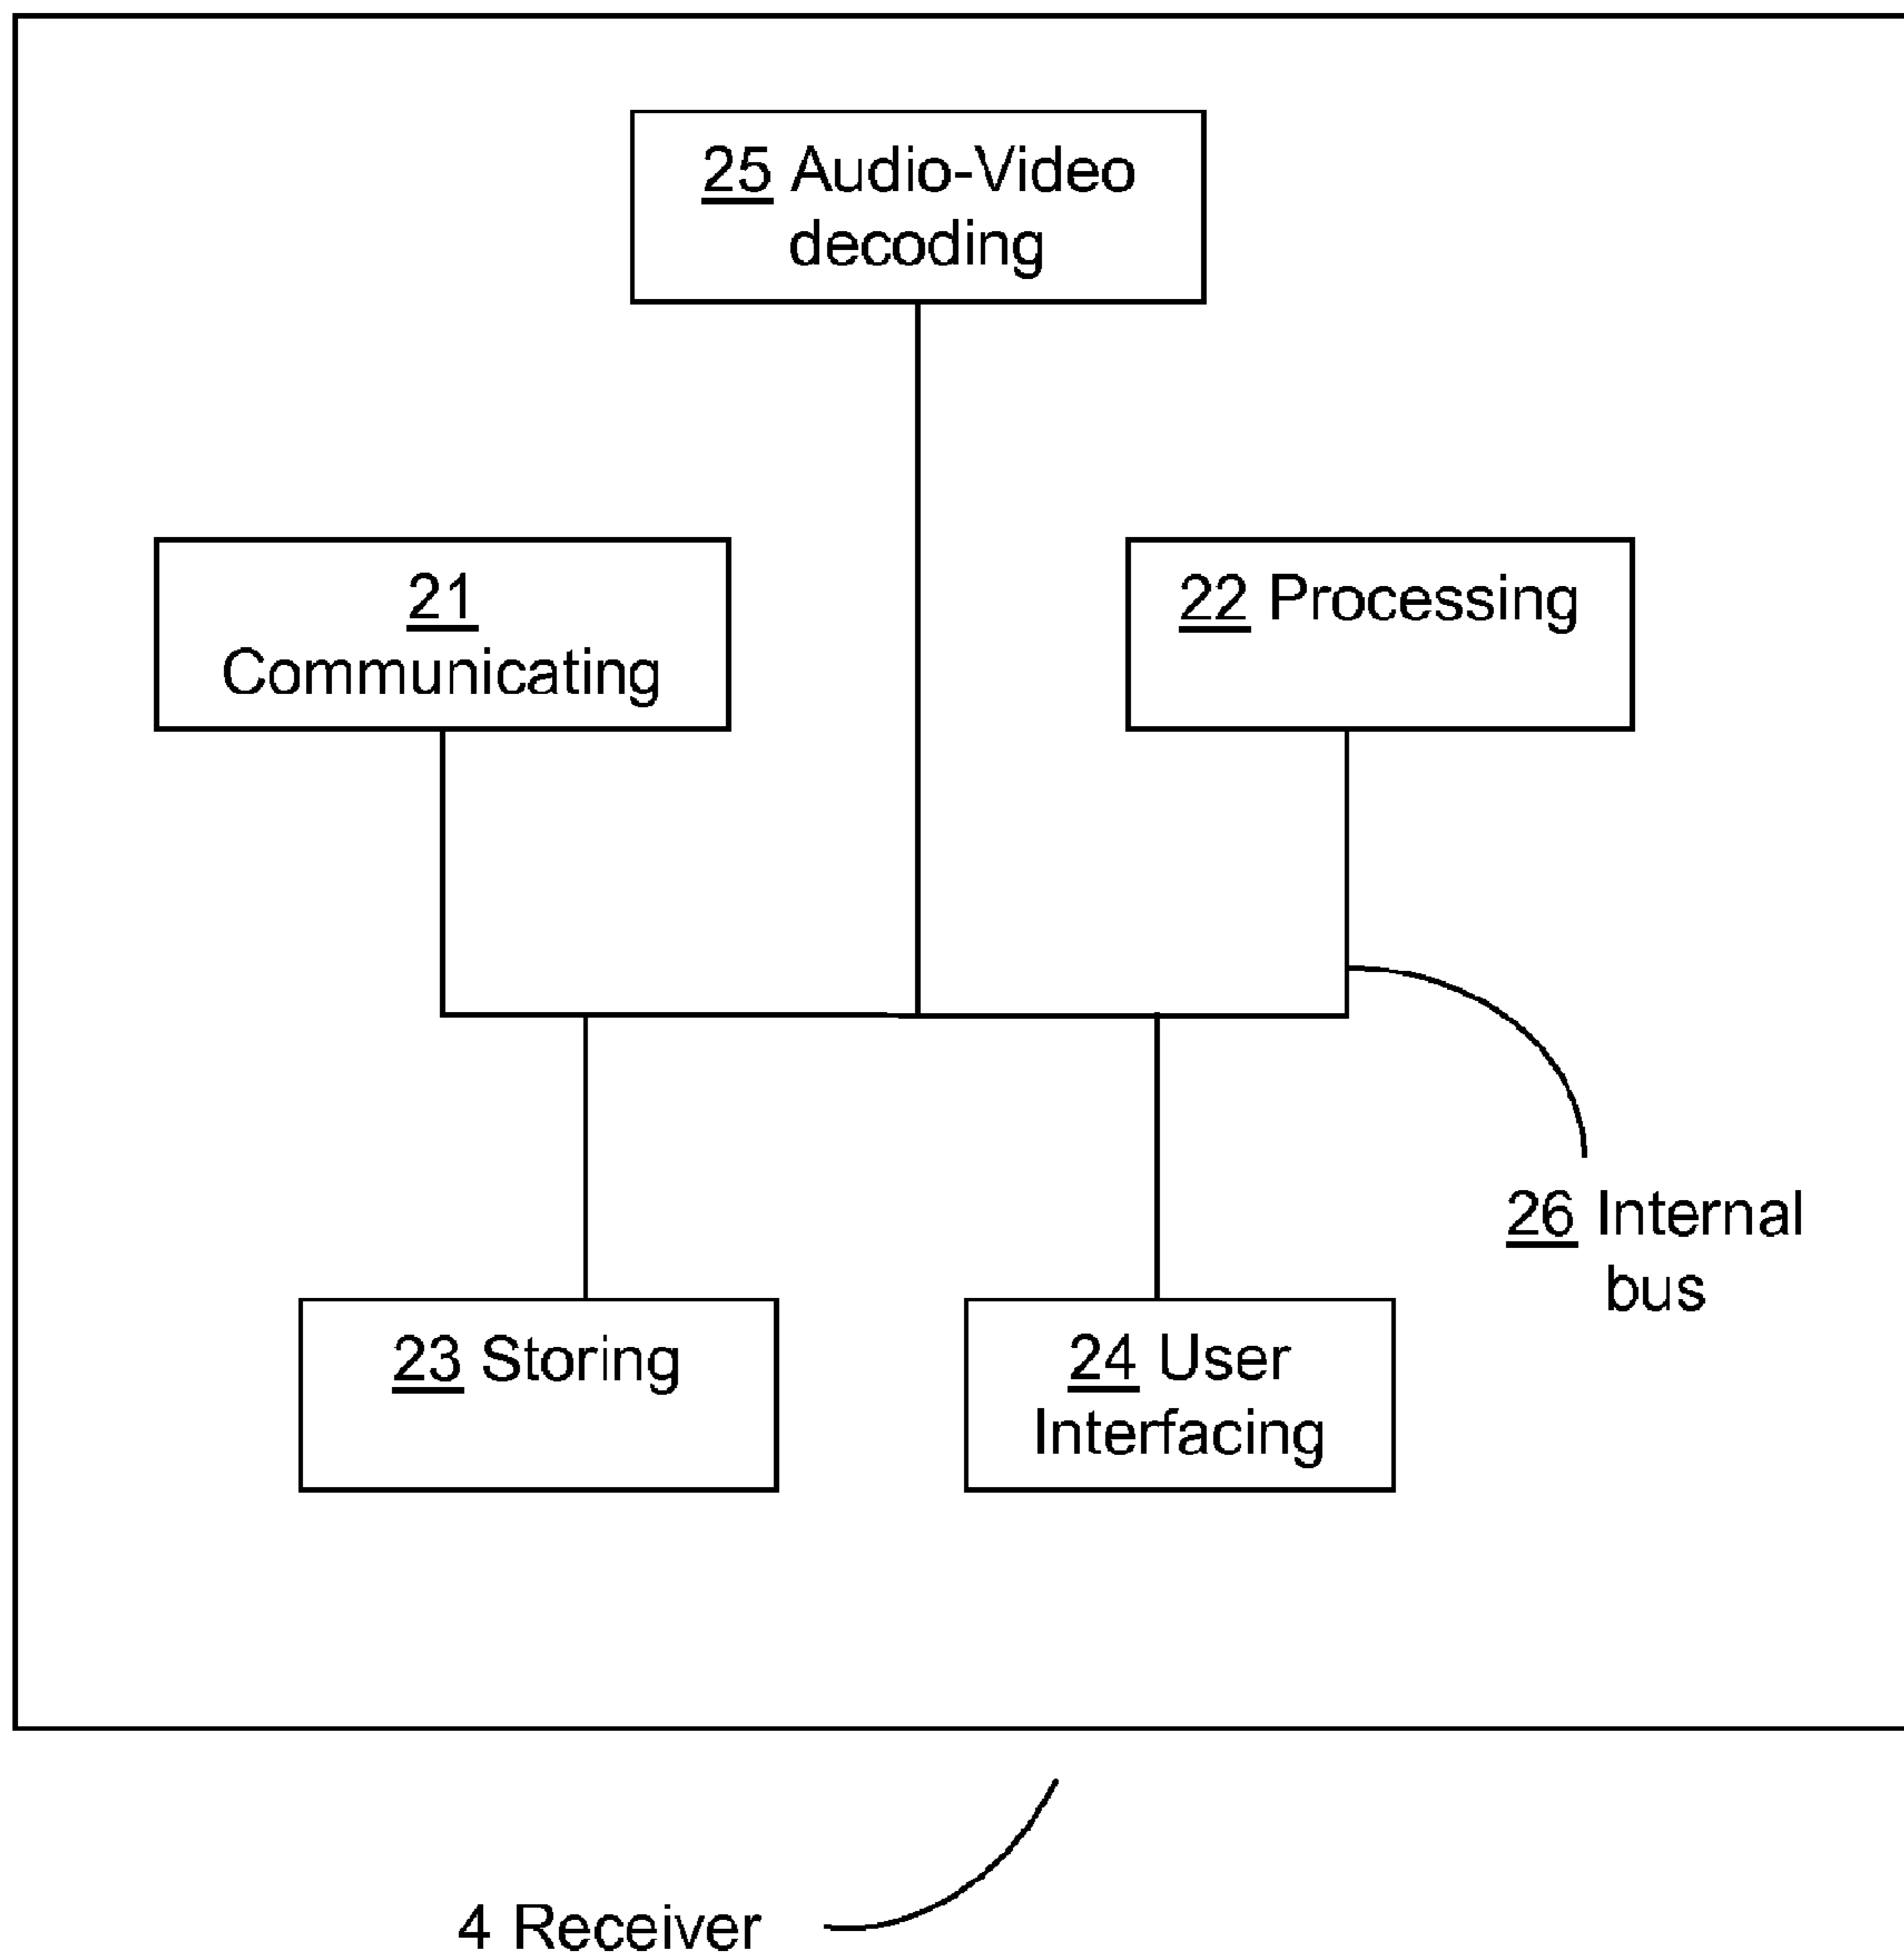 25 Audio-Video
decoding
21
Communicating
22 Processing
26 Internal
bus
23 Storing
24 User
Interfacing
4 Receiver